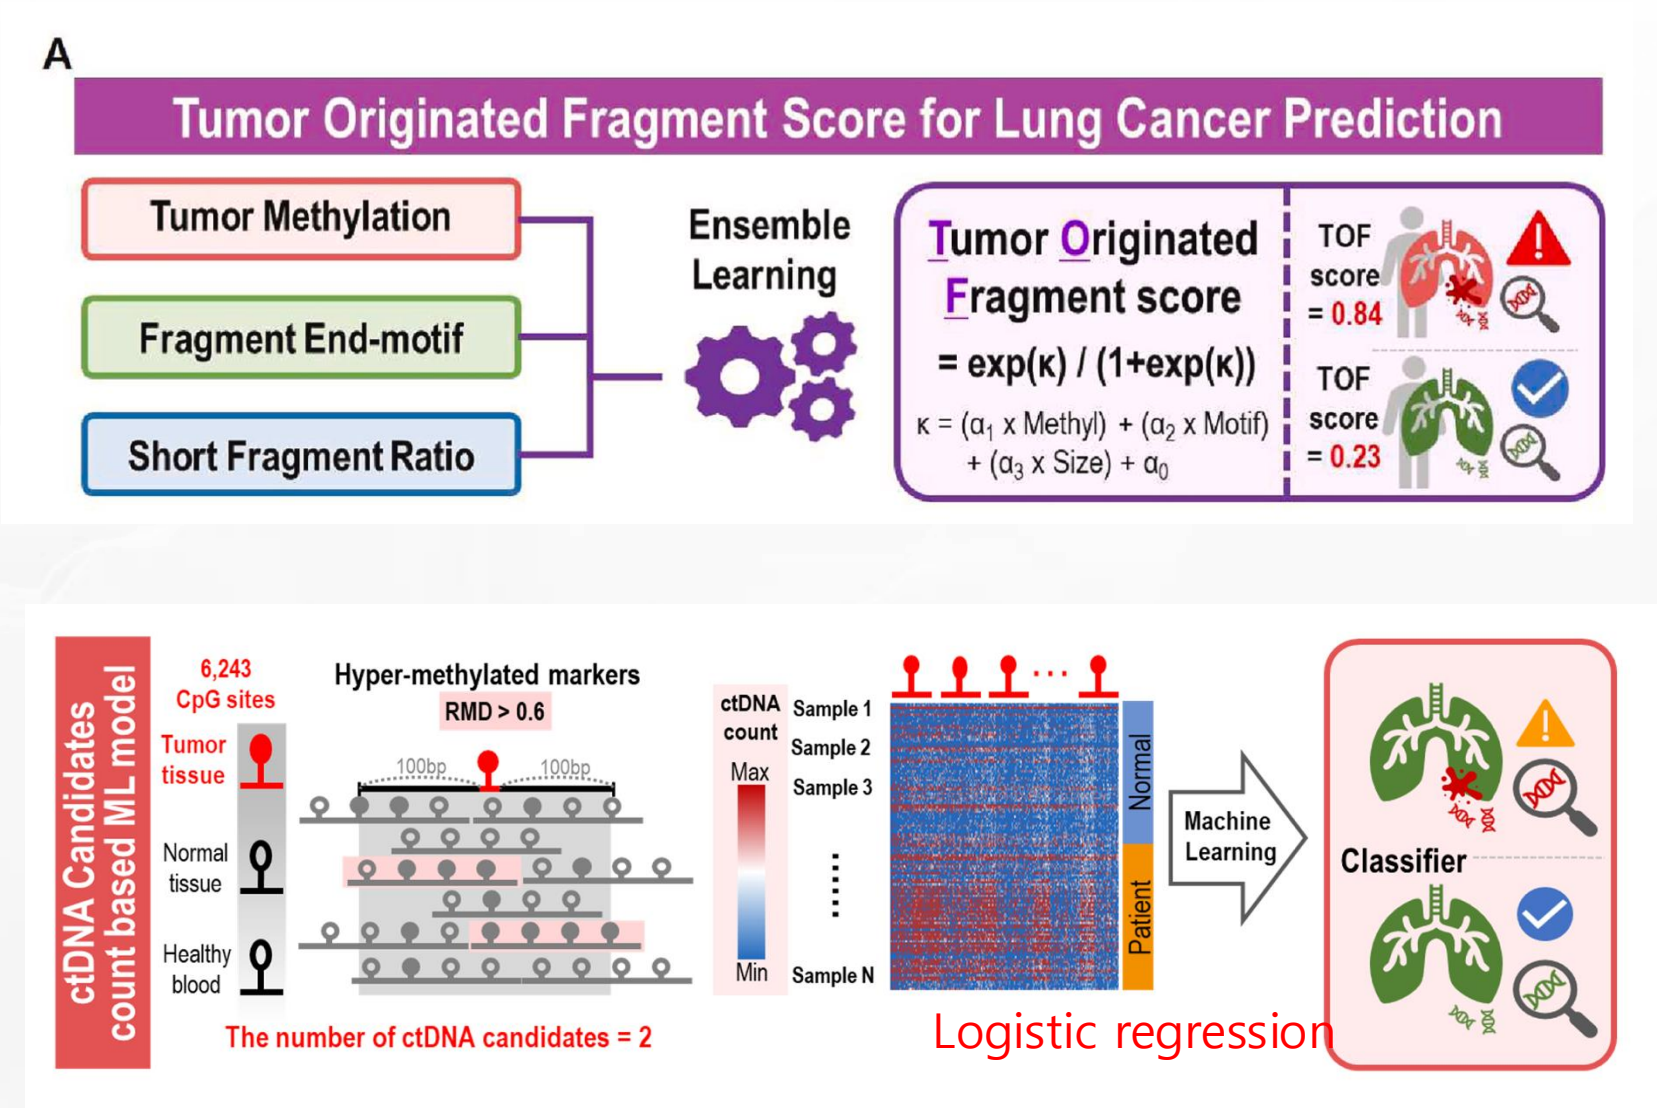 A
Tumor Originated Fragment Score for Lung Cancer Prediction
Tumor Methylation
Fragment End-motif
Short Fragment Ratio
Ensemble
Learning
Tumor Originated
Fragment score
= exp(κ) / (1+exp(κ))
κ = (α₁ x Methyl) + (α₂ x Motif)
+ (α₃ x Size) + α₀
TOF
score
= 0.84
TOF
score
= 0.23
ctDNA Candidates
count based ML model
6,243
CpG sites
Tumor
tissue
Normal
tissue
Healthy
blood
Hyper-methylated markers
RMD > 0.6
100bp
100bp
The number of ctDNA candidates = 2
ctDNA
count
Max
Min
Sample 1
Sample 2
Sample 3
Sample N
Normal
Patient
Machine
Learning
Logistic regression
Classifier